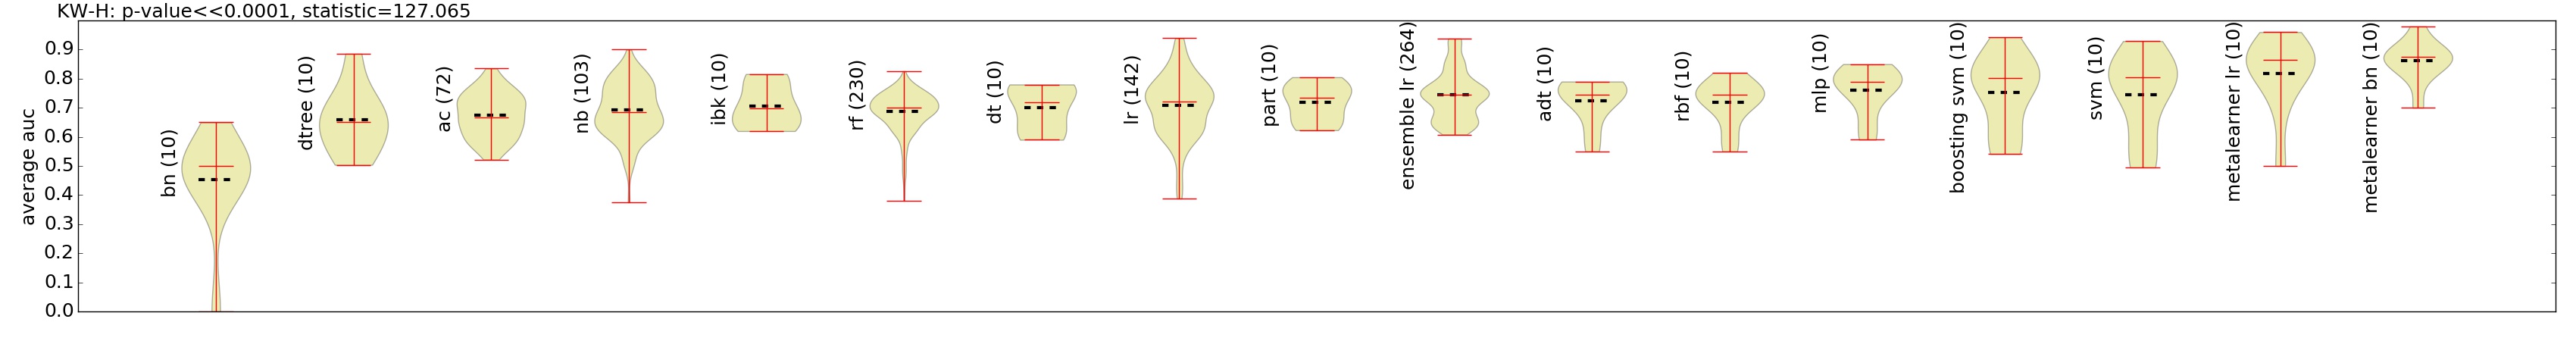 KW-H: p-value<<0.0001, statistic=127.065
average auc
0.9
0.8
0.7
0.6
0.5
0.4
0.3
0.2
0.1
0.0
bn (10)
dtree (10)
ac (72)
nb (103)
ibk (10)
rf (230)
dt (10)
lr (142)
part (10)
ensemble lr (264)
adt (10)
rbf (10)
mlp (10)
boosting svm (10)
svm (10)
metalearner lr (10)
metalearner bn (10)